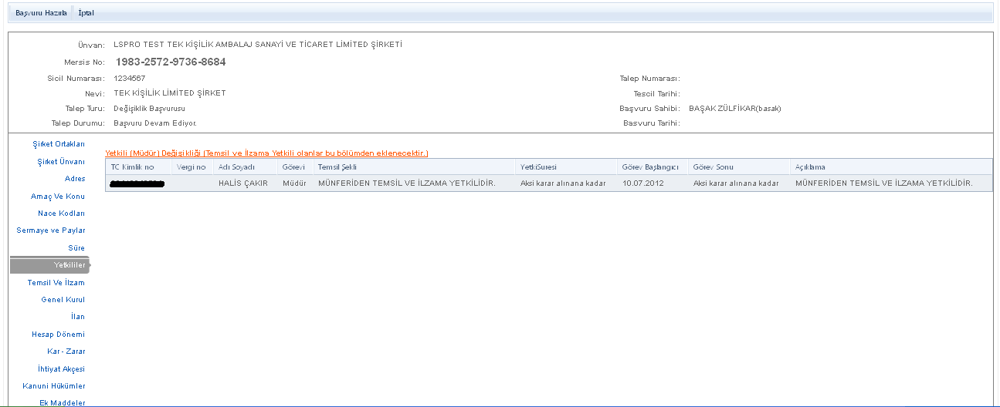 Başvuru Hazırla İptal
Ünvan: LSPRO TEST TEK KİŞİLİK AMBALAJ SANAYİ VE TİCARET LİMİTED ŞİRKETİ
Mersis No: 1983-2572-9736-8684
Sicil Numarası: 1234567 Talep Numarası:
Nevi: TEK KİŞİLİK LİMİTED ŞİRKET Tescil Tarihi:
Talep Turu: Değişiklik Başvurusu Başvuru Sahibi: BAŞAK ZÜLFİKAR(basak)
Talep Durumu: Başvuru Devam Ediyor. Basvuru Tarihi:
Şirket Ortakları
Şirket Ünvanı
Adres
Amaç Ve Konu
Nace Kodları
Sermaye ve Paylar
Süre
Yetkililer
Temsil Ve İlzam
Genel Kurul
İlan
Hesap Dönemi
Kar - Zarar
İhtiyat Akçesi
Kanuni Hükümler
Ek Maddeler
Yetkili (Müdür) Değişikliği (Temsil ve İlzama Yetkili olanlar bu bölümden eklenecektir.)
TC Kimlik no Vergi no Adı Soyadı Görevi Temsil Şekli YetkiSuresi Görev Başlangıcı Görev Sonu Açıklama
HALİS ÇAKIR Müdür MÜNFERİDEN TEMSİL VE İLZAMA YETKİLİDİR. Aksi karar alınana kadar 10.07.2012 Aksi karar alınana kadar MÜNFERİDEN TEMSİL VE İLZAMA YETKİLİDİR.